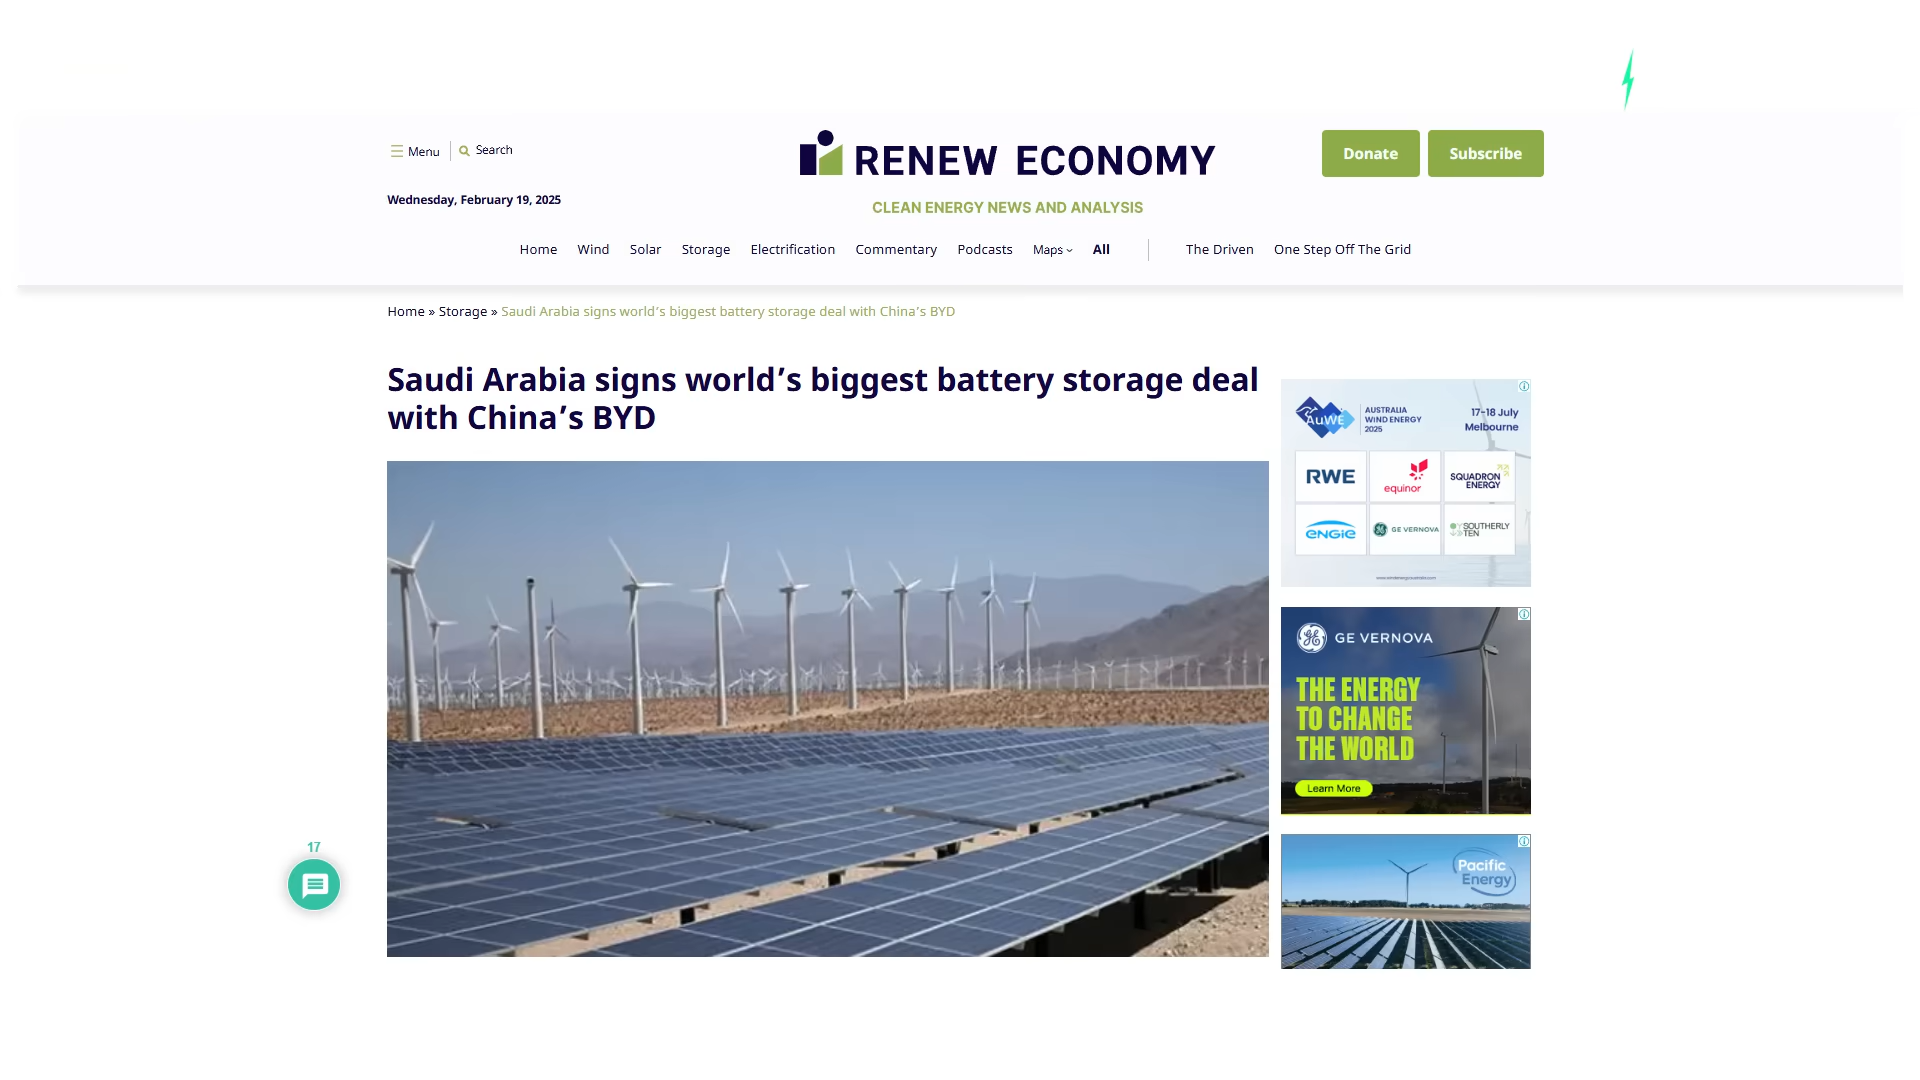 Menu
Search
RENEW ECONOMY
Donate
Subscribe
Wednesday, February 19, 2025
CLEAN ENERGY NEWS AND ANALYSIS
Home Wind Solar Storage Electrification Commentary Podcasts Maps All The Driven One Step Off The Grid
Home » Storage » Saudi Arabia signs world’s biggest battery storage deal with China’s BYD
Saudi Arabia signs world’s biggest battery storage deal
with China’s BYD
AuWE
AUSTRALIA
WIND ENERGY
2025
17-18 July
Melbourne
RWE
equinor
SQUADRON
ENERGY
ENGIE
GE VERNOVA
SOUTHERLY
TEN
GE VERNOVA
THE ENERGY
TO CHANGE
THE WORLD
Learn More
Pacific
Energy
17